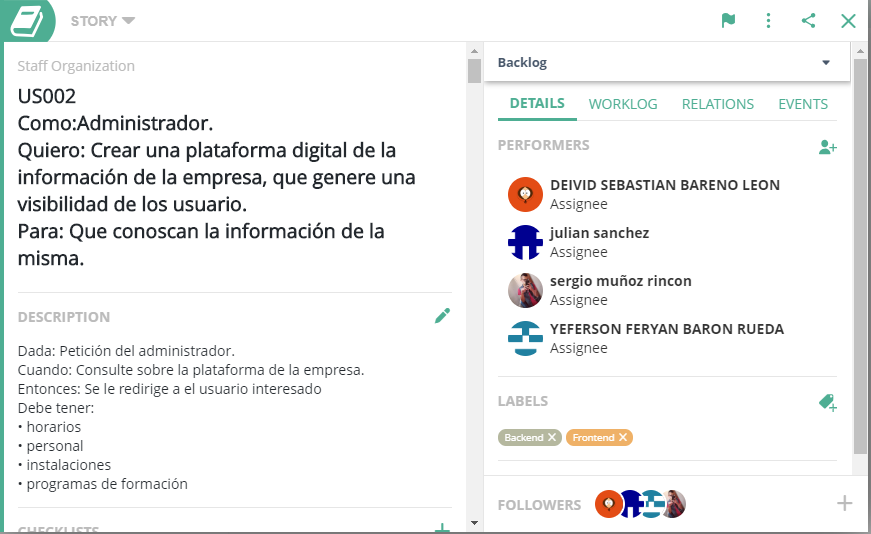 STORY
Staff Organization
US002
Como:Administrador.
Quiero: Crear una plataforma digital de la
información de la empresa, que genere una
visibilidad de los usuario.
Para: Que conoscan la información de la
misma.
DESCRIPTION
Dada: Petición del administrador.
Cuando: Consulte sobre la plataforma de la empresa.
Entonces: Se le redirige a el usuario interesado
Debe tener:
• horarios
• personal
• instalaciones
• programas de formación
CHECKLISTS
Backlog
DETAILS WORKLOG RELATIONS EVENTS
PERFORMERS
DEIVID SEBASTIAN BARENO LEON
Assignee
julian sanchez
Assignee
sergio muñoz rincon
Assignee
YEFERSON FERYAN BARON RUEDA
Assignee
LABELS
Backend Frontend
FOLLOWERS